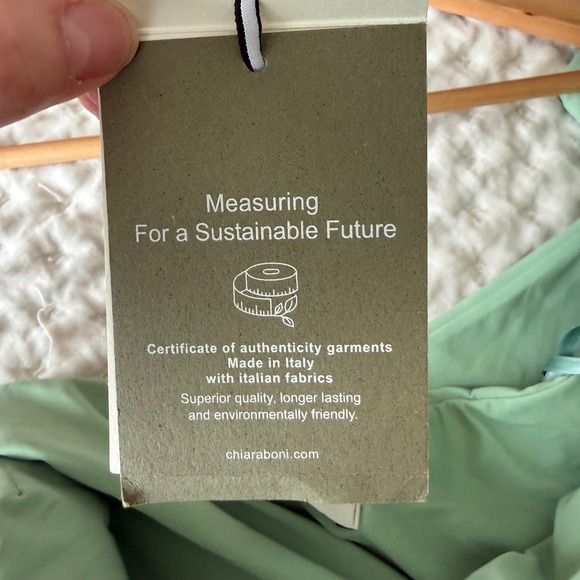 Measuring
For a Sustainable Future
Certificate of authenticity garments
Made in Italy
with italian fabrics
Superior quality, longer lasting
and environmentally friendly.
chiaraboni.com